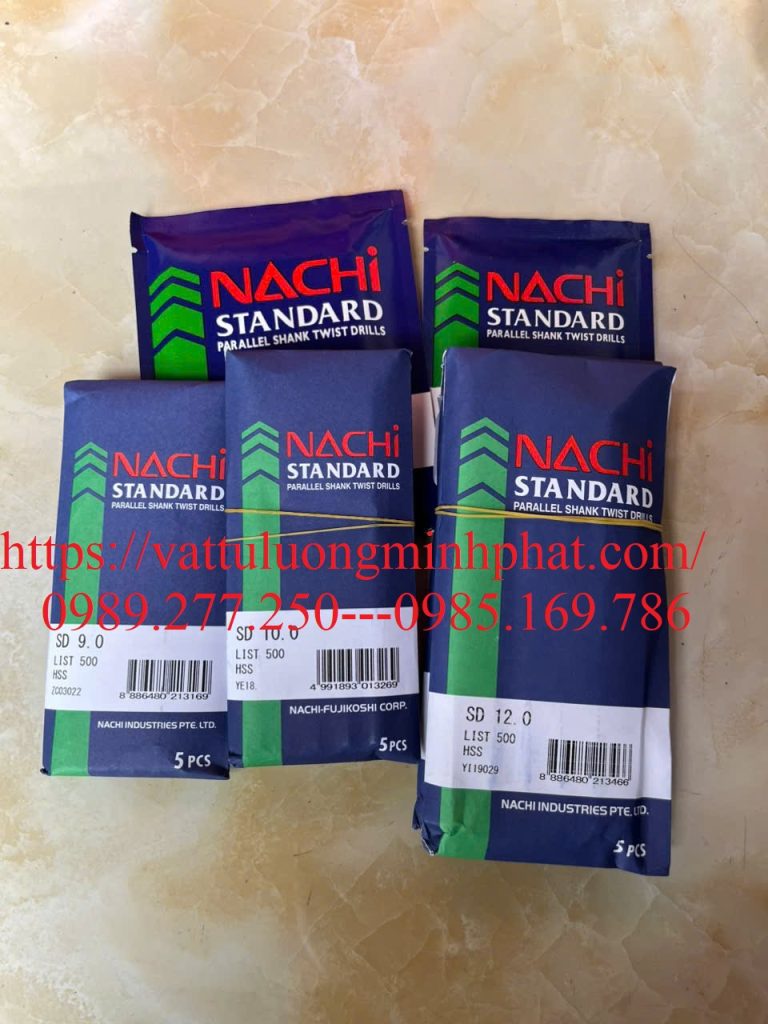 NACHi
STANDARD
PARALLEL SHANK TWIST DRILLS
NACHi
STANDARD
PARALLEL SHANK TWIST DRILLS
NACHi
STANDARD
PARALLEL SHANK TWIST DRILLS
NACHi
STANDARD
PARALLEL SHANK TWIST DRILLS
NACHi
STANDARD
PARALLEL SHANK TWIST DRILLS
https://vattuluongminhphat.com/
0989.277.250---0985.169.786
SD 9.0
LIST 500
HSS
ZC03022
8 886480 213169
NACHI INDUSTRIES PTE. LTD.
5 PCS
SD 10.0
LIST 500
HSS
YE18.
4 991893 013269
NACHI-FUJIKOSHI CORP.
5 PCS
SD 12.0
LIST 500
HSS
YI19029
8 886480 213466
NACHI INDUSTRIES PTE. LTD.
5 PCS